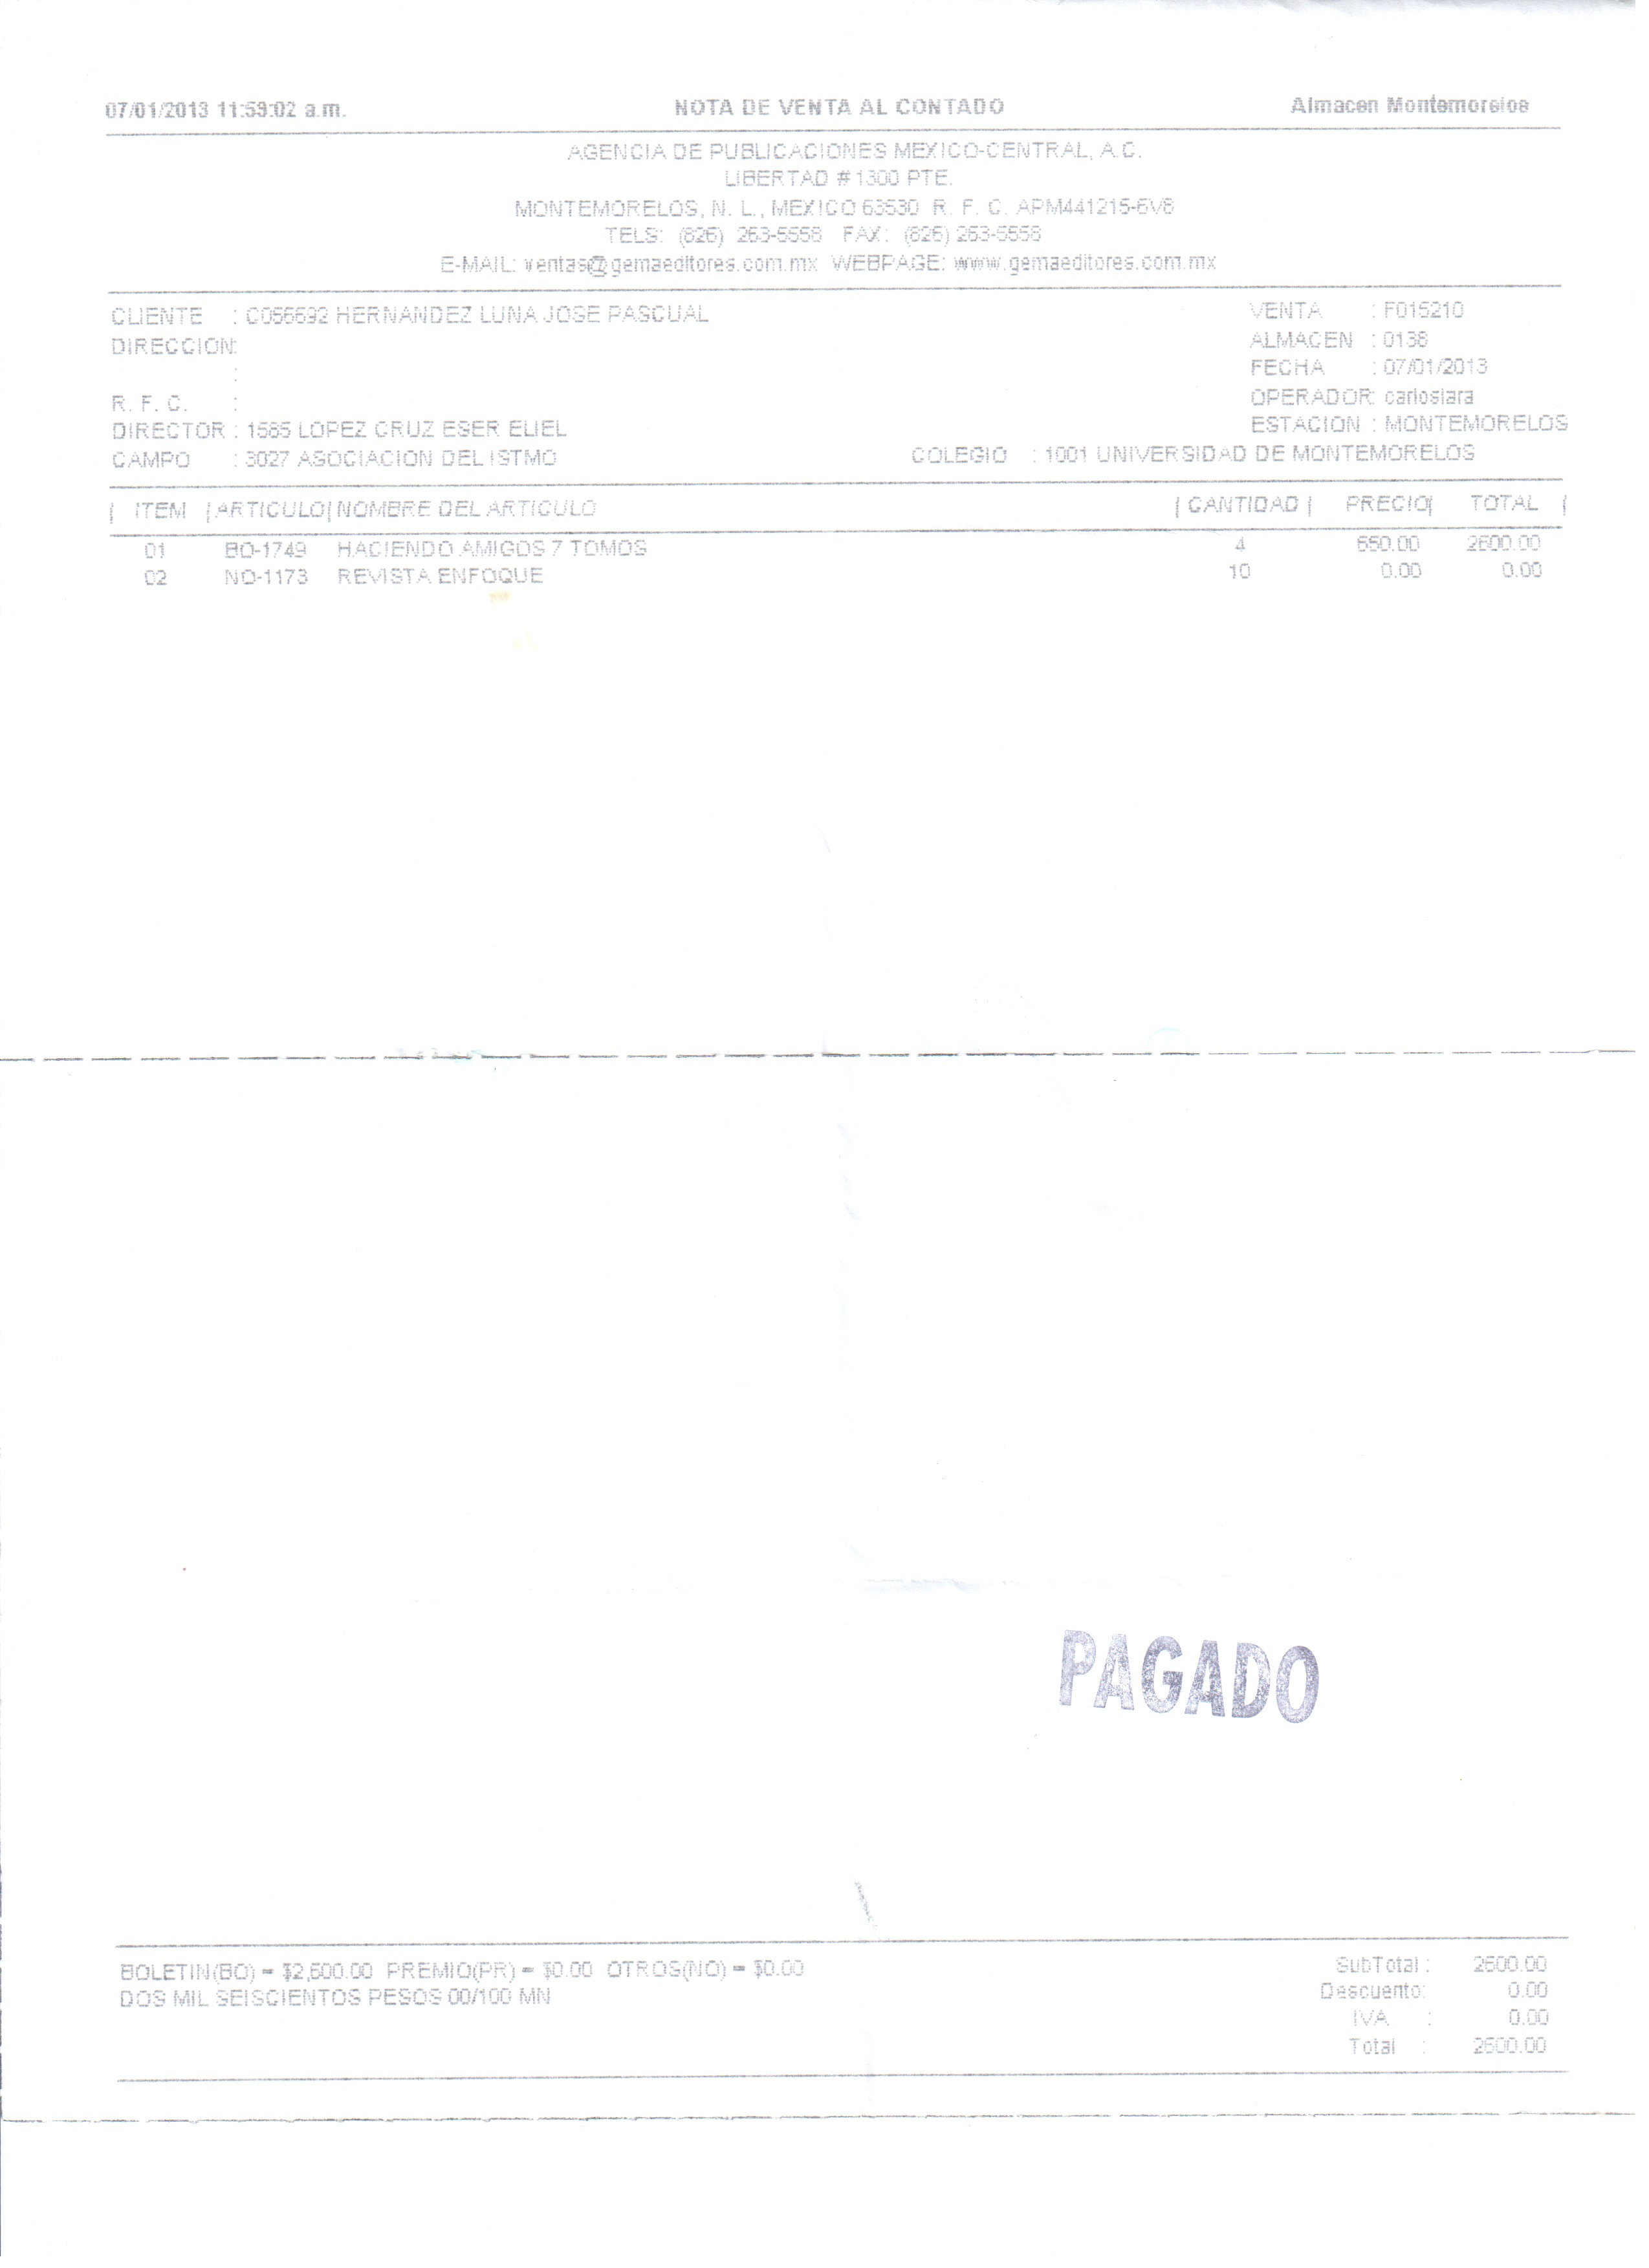 07/01/2013 11:59:02 a.m. NOTA DE VENTA AL CONTADO Almacen Montemorelos
AGENCIA DE PUBLICACIONES MEXICO-CENTRAL, A.C.
LIBERTAD # 1300 PTE.
MONTEMORELOS, N. L., MEXICO 63530 R. F. C. APM441215-6V8
TELS: (826) 263-5558 FAX: (826) 263-5558
E-MAIL: ventas@gemaeditores.com.mx WEBPAGE: www.gemaeditores.com.mx
CLIENTE : HERNANDEZ LUNA JOSE PASCUAL VENTA : F015210
DIRECCION: ALMACEN : 0138
: FECHA : 07/01/2013
R. F. C. : OPERADOR: carloslara
DIRECTOR : 1585 LOPEZ CRUZ ESER ELIEL ESTACION : MONTEMORELOS
CAMPO : 3027 ASOCIACION DEL ISTMO COLEGIO : 1001 UNIVERSIDAD DE MONTEMORELOS
| ITEM | ARTICULO | NOMBRE DEL ARTICULO | CANTIDAD | PRECIO | TOTAL |
01 BO-1749 HACIENDO AMIGOS 7 TOMOS 4 650.00 2600.00
02 NO-1173 REVISTA ENFOQUE 10 0.00 0.00
PAGADO
BOLETIN(BO) = $2,600.00 PREMIO(PR) = $0.00 OTROS(NO) = $0.00 SubTotal : 2600.00
DOS MIL SEISCIENTOS PESOS 00/100 MN Descuento: 0.00
IVA : 0.00
Total : 2600.00